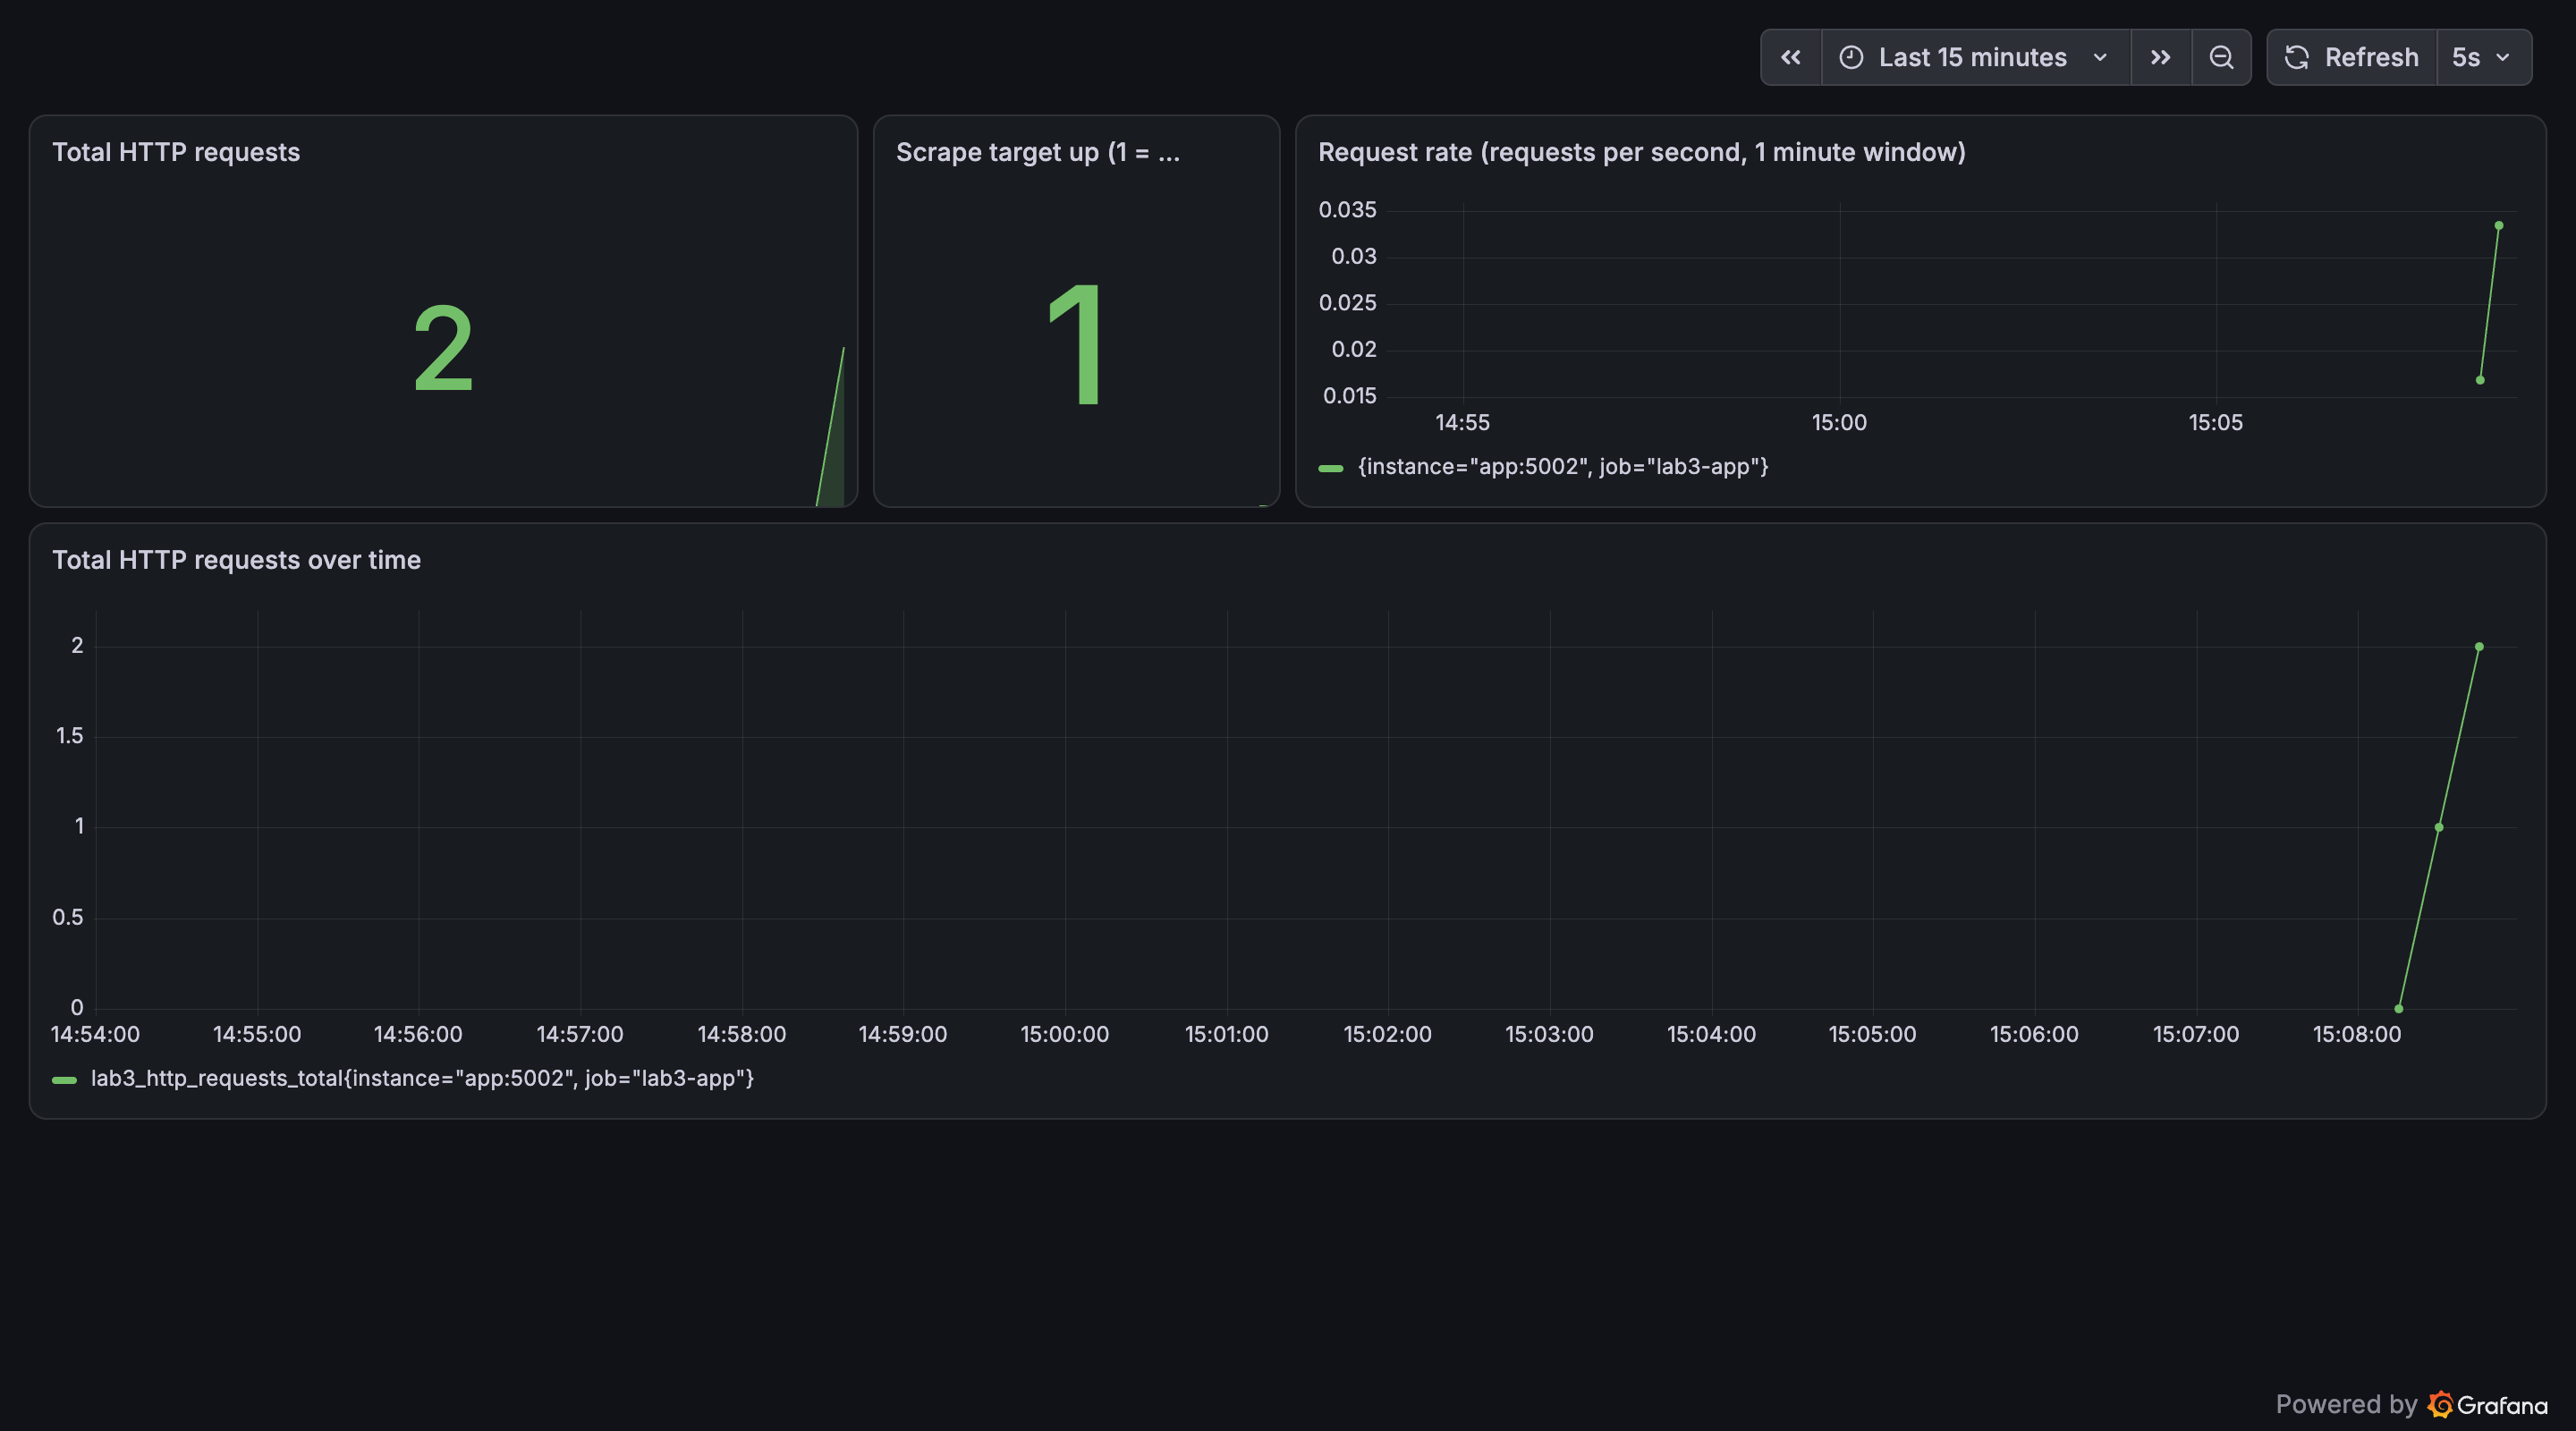 Last 15 minutes
Refresh
5s
Total HTTP requests
2
Scrape target up (1 = ...
1
Request rate (requests per second, 1 minute window)
0.035
0.03
0.025
0.02
0.015
14:55 15:00 15:05
{instance="app:5002", job="lab3-app"}
Total HTTP requests over time
2
1.5
1
0.5
0
14:54:00 14:55:00 14:56:00 14:57:00 14:58:00 14:59:00 15:00:00 15:01:00 15:02:00 15:03:00 15:04:00 15:05:00 15:06:00 15:07:00 15:08:00
lab3_http_requests_total{instance="app:5002", job="lab3-app"}
Powered by Grafana